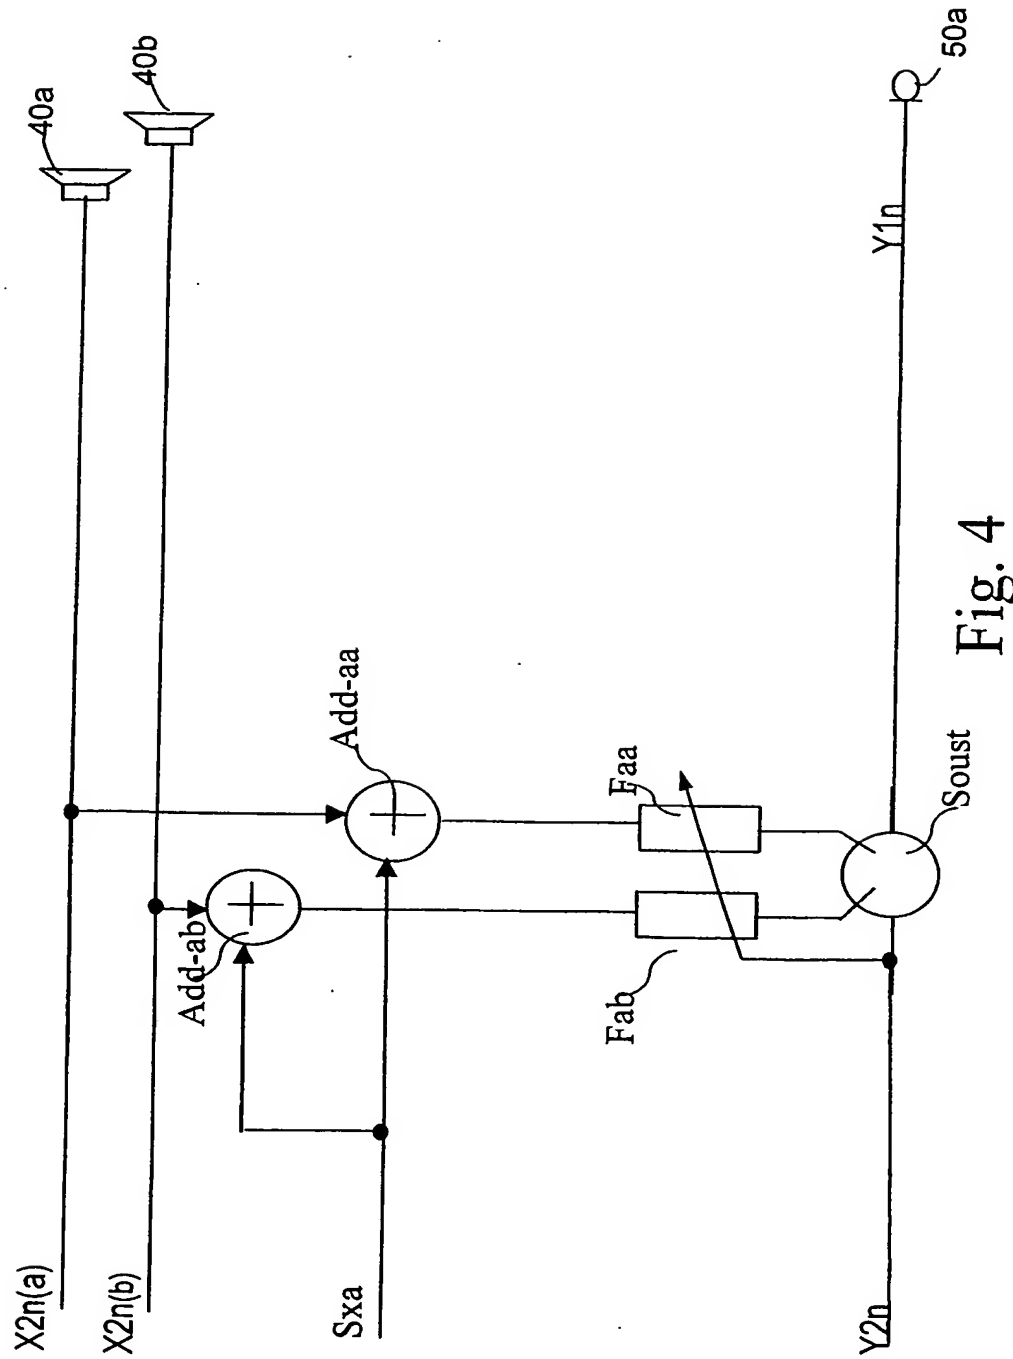 X2n(a)
40a
X2n(b)
40b
Add-ab
Add-aa
Sxa
Faa
Fab
Y1n
50a
Y2n
Soust
Fig. 4